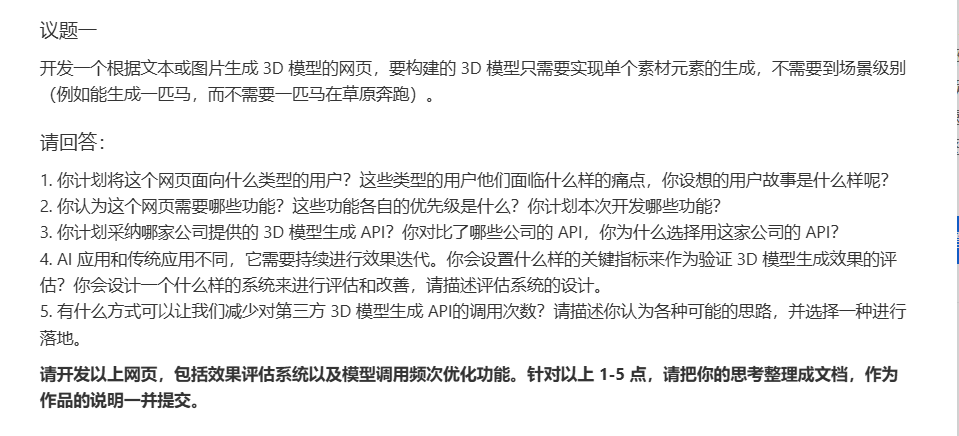 议题一
开发一个根据文本或图片生成 3D 模型的网页，要构建的 3D 模型只需要实现单个素材元素的生成，不需要到场景级别
（例如能生成一匹马，而不需要一匹马在草原奔跑）。
请回答：
1. 你计划将这个网页面向什么类型的用户？这些类型的用户他们面临什么样的痛点，你设想的用户故事是什么样呢？
2. 你认为这个网页需要哪些功能？这些功能各自的优先级是什么？你计划本次开发哪些功能？
3. 你计划采纳哪家公司提供的 3D 模型生成 API？你对比了哪些公司的 API，你为什么选择用这家公司的 API？
4. AI 应用和传统应用不同，它需要持续进行效果迭代。你会设置什么样的关键指标来作为验证 3D 模型生成效果的评
估？你会设计一个什么样的系统来进行评估和改善，请描述评估系统的设计。
5. 有什么方式可以让我们减少对第三方 3D 模型生成 API的调用次数？请描述你认为各种可能的思路，并选择一种进行
落地。
请开发以上网页，包括效果评估系统以及模型调用频次优化功能。针对以上 1-5 点，请把你的思考整理成文档，作为
作品的说明一并提交。